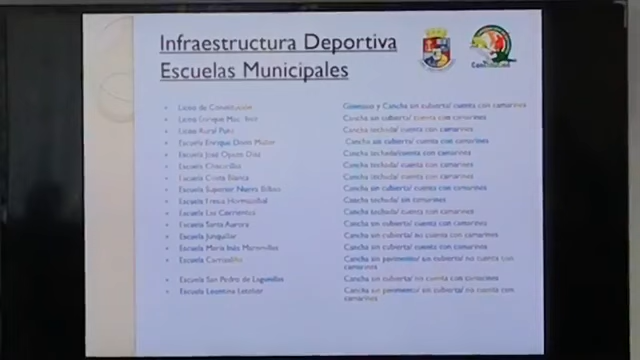 Infraestructura Deportiva
Escuelas Municipales
Liceo de Constitución Gimnasio y Cancha sin cubierta/ cuenta con camarines
Liceo Enrique Mac Iver Cancha sin cubierta/ cuenta con camarines
Liceo Rural Putú Cancha techada/ cuenta con camarines
Escuela Enrique Donn Müller Cancha sin cubierta/ cuenta con camarines
Escuela José Opazo Díaz Cancha techada/cuenta con camarines
Escuela Chacarillas Cancha techada/ cuenta con camarines
Escuela Costa Blanca Cancha techada/ cuenta con camarines
Escuela Superior Nueva Bilbao Cancha sin cubierta/ cuenta con camarines
Escuela Fresia Cancha techada/ sin camarines
Escuela Las Corrientes Cancha techada/ cuenta con camarines
Escuela Santa Aurora Cancha sin cubierta/ cuenta con camarines
Escuela Junquillar Cancha sin cubierta/ no cuenta con camarines
Escuela María Inés Cancha sin cubierta/ cuenta con camarines
Escuela Carrizalillo Cancha sin pavimento/ sin cubierta/ no cuenta con
camarines
Escuela San Pedro de Lagunillas Cancha sin cubierta/ no cuenta con camarines
Escuela Leontina Letelier Cancha sin pavimento/ sin cubierta/ no cuenta con
camarines